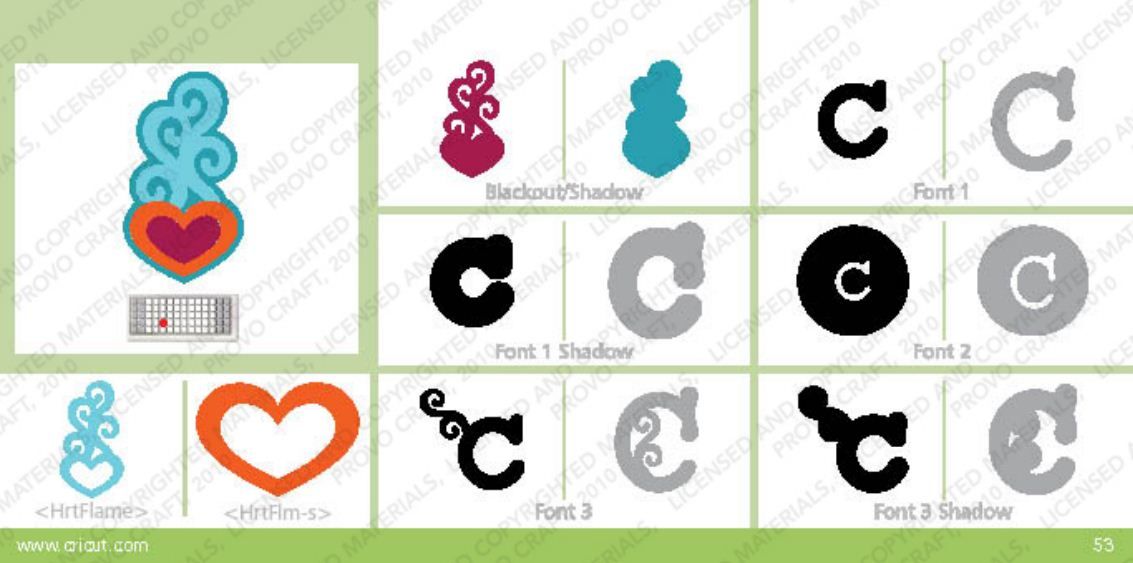 Blackout/Shadow
Font 1
Font 1 Shadow
Font 2
<HrtFlame>
<HrtFlm-s>
Font 3
Font 3 Shadow
www.cricut.com
53
LICENSED AND COPYRIGHTED MATERIALS,
PROVO CRAFT, 2010